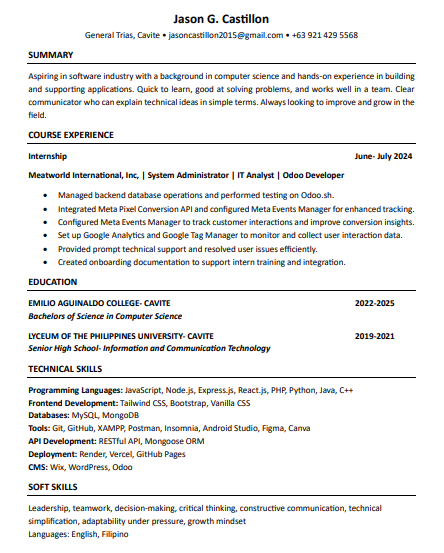 Jason G. Castillon
General Trias, Cavite • jasoncastillon2015@gmail.com • +63 921 429 5568
SUMMARY
Aspiring in software industry with a background in computer science and hands-on experience in building
and supporting applications. Quick to learn, good at solving problems, and works well in a team. Clear
communicator who can explain technical ideas in simple terms. Always looking to improve and grow in the
field.
COURSE EXPERIENCE
Internship June- July 2024
Meatworld International, Inc, | System Administrator | IT Analyst | Odoo Developer
• Managed backend database operations and performed testing on Odoo.sh.
• Integrated Meta Pixel Conversion API and configured Meta Events Manager for enhanced tracking.
• Configured Meta Events Manager to track customer interactions and improve conversion insights.
• Set up Google Analytics and Google Tag Manager to monitor and collect user interaction data.
• Provided prompt technical support and resolved user issues efficiently.
• Created onboarding documentation to support intern training and integration.
EDUCATION
EMILIO AGUINALDO COLLEGE- CAVITE 2022-2025
Bachelors of Science in Computer Science
LYCEUM OF THE PHILIPPINES UNIVERSITY- CAVITE 2019-2021
Senior High School- Information and Communication Technology
TECHNICAL SKILLS
Programming Languages: JavaScript, Node.js, Express.js, React.js, PHP, Python, Java, C++
Frontend Development: Tailwind CSS, Bootstrap, Vanilla CSS
Databases: MySQL, MongoDB
Tools: Git, GitHub, XAMPP, Postman, Insomnia, Android Studio, Figma, Canva
API Development: RESTful API, Mongoose ORM
Deployment: Render, Vercel, GitHub Pages
CMS: Wix, WordPress, Odoo
SOFT SKILLS
Leadership, teamwork, decision-making, critical thinking, constructive communication, technical
simplification, adaptability under pressure, growth mindset
Languages: English, Filipino